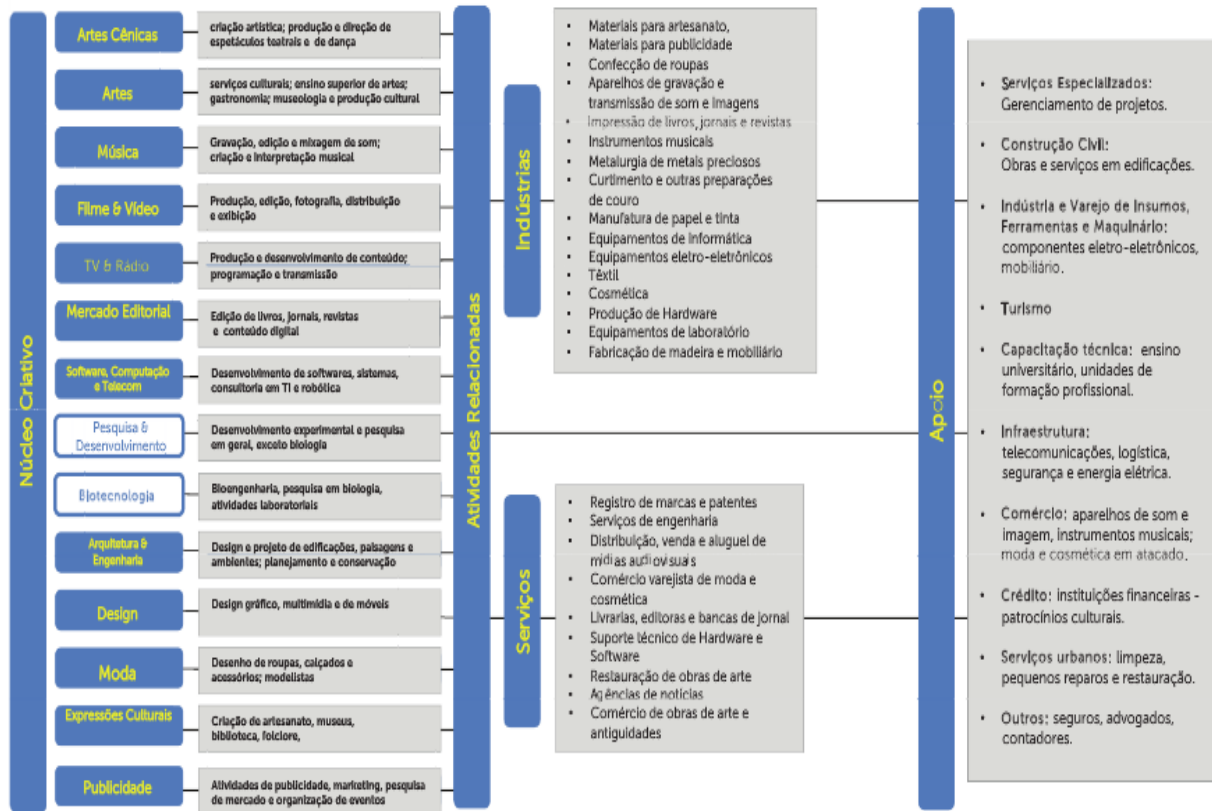 Núcleo Criativo
Artes Cênicas
criação artística; produção e direção de
espetáculos teatrais e de dança
Artes
serviços culturais; ensino superior de artes;
gastronomia; museologia e produção cultural
Música
Gravação, edição e mixagem de som;
criação e interpretação musical
Filme & Vídeo
Produção, edição, fotografia, distribuição
e exibição
TV & Rádio
Produção e desenvolvimento de conteúdo;
programação e transmissão
Mercado Editorial
Edição de livros, jornais, revistas
e conteúdo digital
Software, Computação
e Telecom
Desenvolvimento de softwares, sistemas,
consultoria em TI e robótica
Pesquisa &
Desenvolvimento
Desenvolvimento experimental e pesquisa
em geral, exceto biologia
Biotecnologia
Bioengenharia, pesquisa em biologia,
atividades laboratoriais
Arquitetura &
Engenharia
Design e projeto de edificações, paisagens e
ambientes; planejamento e conservação
Design
Design gráfico, multimídia e de móveis
Moda
Desenho de roupas, calçados e
acessórios; modelistas
Expressões Culturais
Criação de artesanato, museus,
biblioteca, folclore,
Publicidade
Atividades de publicidade, marketing, pesquisa
de mercado e organização de eventos
Atividades Relacionadas
Indústrias
• Materiais para artesanato,
• Materiais para publicidade
• Confecção de roupas
• Aparelhos de gravação e
transmissão de som e imagens
• Impressão de livros, jornais e revistas
• Instrumentos musicais
• Metalurgia de metais preciosos
• Curtimento e outras preparações
de couro
• Manufatura de papel e tinta
• Equipamentos de informática
• Equipamentos eletro-eletrônicos
• Têxtil
• Cosmética
• Produção de Hardware
• Equipamentos de laboratório
• Fabricação de madeira e mobiliário
Serviços
• Registro de marcas e patentes
• Serviços de engenharia
• Distribuição, venda e aluguel de
mídias audiovisuais
• Comércio varejista de moda e
cosmética
• Livrarias, editoras e bancas de jornal
• Suporte técnico de Hardware e
Software
• Restauração de obras de arte
• Agências de notícias
• Comércio de obras de arte e
antiguidades
Apoio
• Serviços Especializados:
Gerenciamento de projetos.
• Construção Civil:
Obras e serviços em edificações.
• Indústria e Varejo de Insumos,
Ferramentas e Maquinário:
componentes eletro-eletrônicos,
mobiliário.
• Turismo
• Capacitação técnica: ensino
universitário, unidades de
formação profissional.
• Infraestrutura:
telecomunicações, logística,
segurança e energia elétrica.
• Comércio: aparelhos de som e
imagem, instrumentos musicais;
moda e cosmética em atacado.
• Crédito: instituições financeiras -
patrocínios culturais.
• Serviços urbanos: limpeza,
pequenos reparos e restauração.
• Outros: seguros, advogados,
contadores.